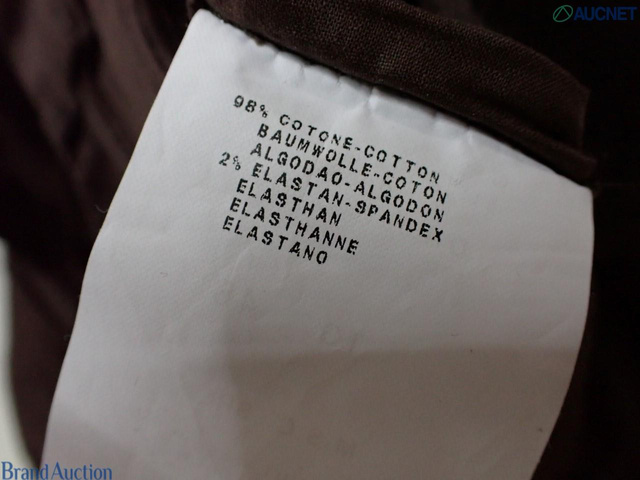 AUCNET
98% COTONE-COTTON
BAUMWOLLE-COTON
ALGODAO-ALGODON
2% ELASTAN-SPANDEX
ELASTHAN
ELASTHANNE
ELASTANO
Brand Auction